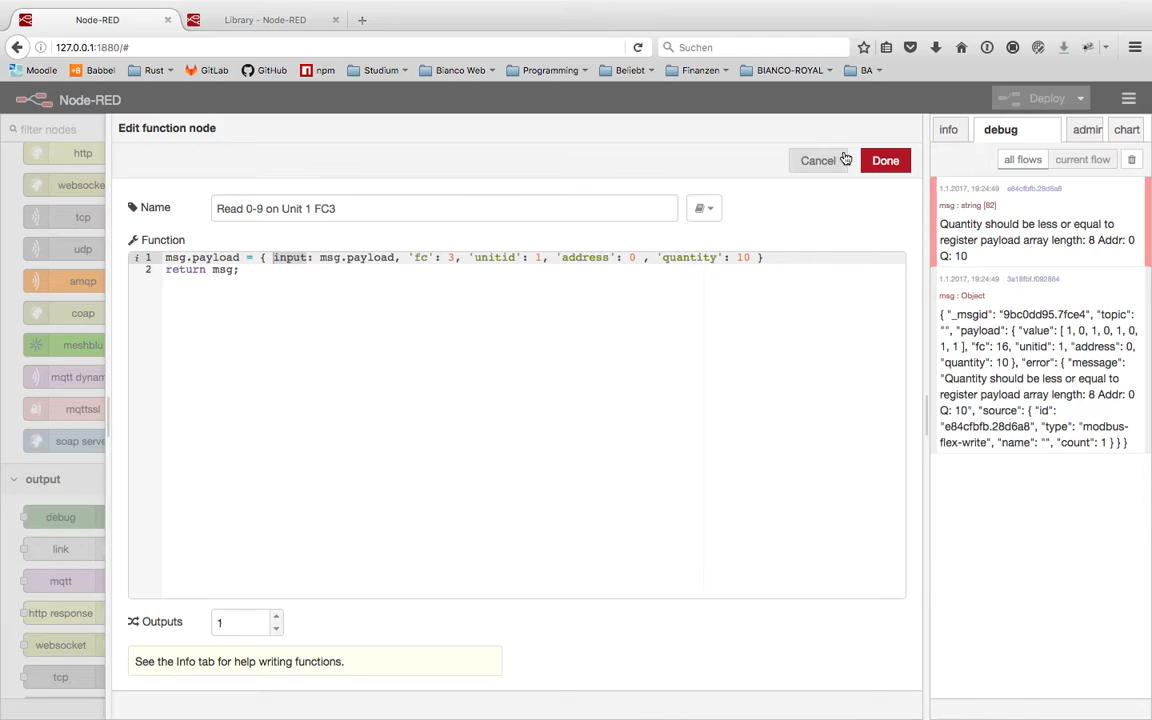 Node-RED
Library - Node-RED
127.0.0.1:1880/#
Suchen
Moodle
Babbel
Rust
GitLab
GitHub
npm
Studium
Bianco Web
Programming
Beliebt
Finanzen
BIANCO-ROYAL
BA
Node-RED
Deploy
filter nodes
Edit function node
info
debug
admin
chart
http
websocke
tcp
udp
amqp
coap
meshblu
mqtt dynam
mqttssl
soap serve
output
debug
link
mqtt
http response
websocket
tcp
Cancel
Done
Name
Read 0-9 on Unit 1 FC3
Function
1 msg.payload = { input: msg.payload, 'fc': 3, 'unitid': 1, 'address': 0 , 'quantity': 10 }
2 return msg;
Outputs
1
See the Info tab for help writing functions.
all flows
current flow
1.1.2017, 19:24:49 e84cfbfb.28d6a8
msg : string [82]
Quantity should be less or equal to
register payload array length: 8 Addr: 0
Q: 10
1.1.2017, 19:24:49 3a18fbf.f092884
msg : Object
{ "_msgid": "9bc0dd95.7fce4", "topic":
"", "payload": { "value": [ 1, 0, 1, 0, 1, 0,
1, 1 ], "fc": 16, "unitid": 1, "address": 0,
"quantity": 10 }, "error": { "message":
"Quantity should be less or equal to
register payload array length: 8 Addr: 0
Q: 10", "source": { "id":
"e84cfbfb.28d6a8", "type": "modbus-
flex-write", "name": "", "count": 1 } } }